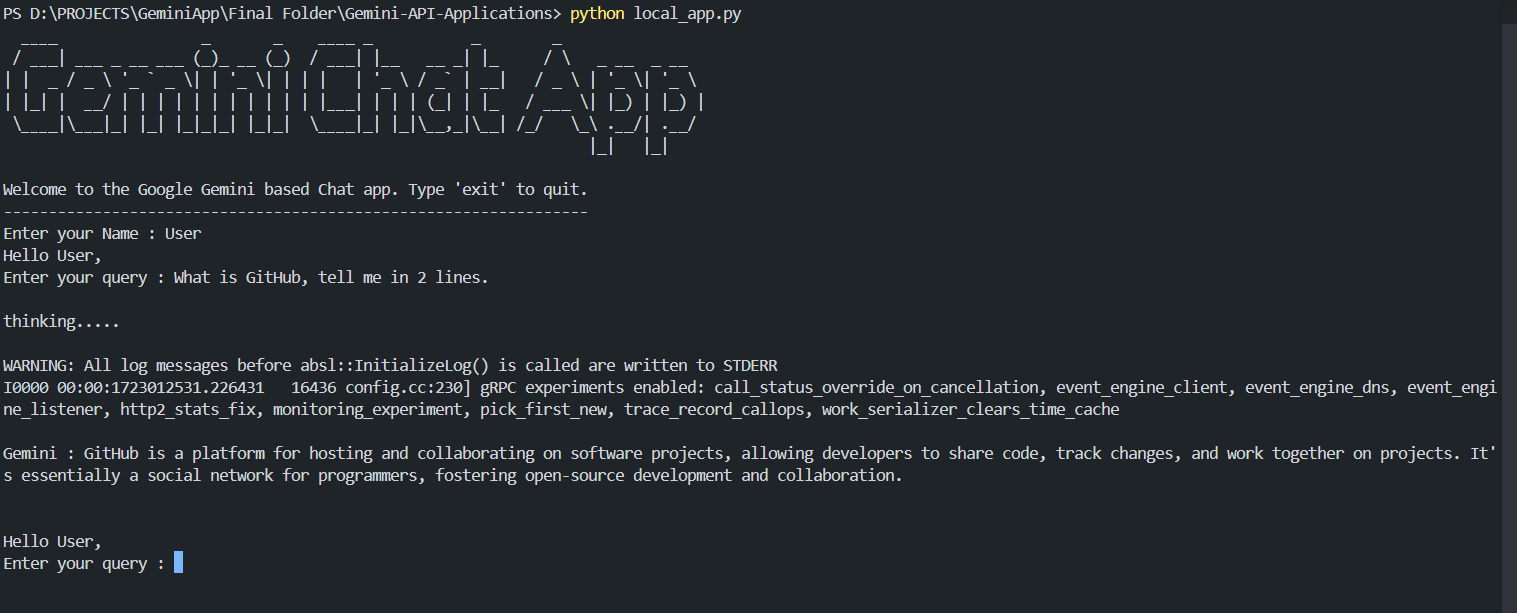 PS D:\PROJECTS\GeminiApp\Final Folder\Gemini-API-Applications> python local_app.py
Gemini Chat App
Welcome to the Google Gemini based Chat app. Type 'exit' to quit.
-----------------------------------------------------------------
Enter your Name : User
Hello User,
Enter your query : What is GitHub, tell me in 2 lines.
thinking.....
WARNING: All log messages before absl::InitializeLog() is called are written to STDERR
I0000 00:00:1723012531.226431   16436 config.cc:230] gRPC experiments enabled: call_status_override_on_cancellation, event_engine_client, event_engine_dns, event_engi
ne_listener, http2_stats_fix, monitoring_experiment, pick_first_new, trace_record_callops, work_serializer_clears_time_cache
Gemini : GitHub is a platform for hosting and collaborating on software projects, allowing developers to share code, track changes, and work together on projects. It'
s essentially a social network for programmers, fostering open-source development and collaboration.
Hello User,
Enter your query :